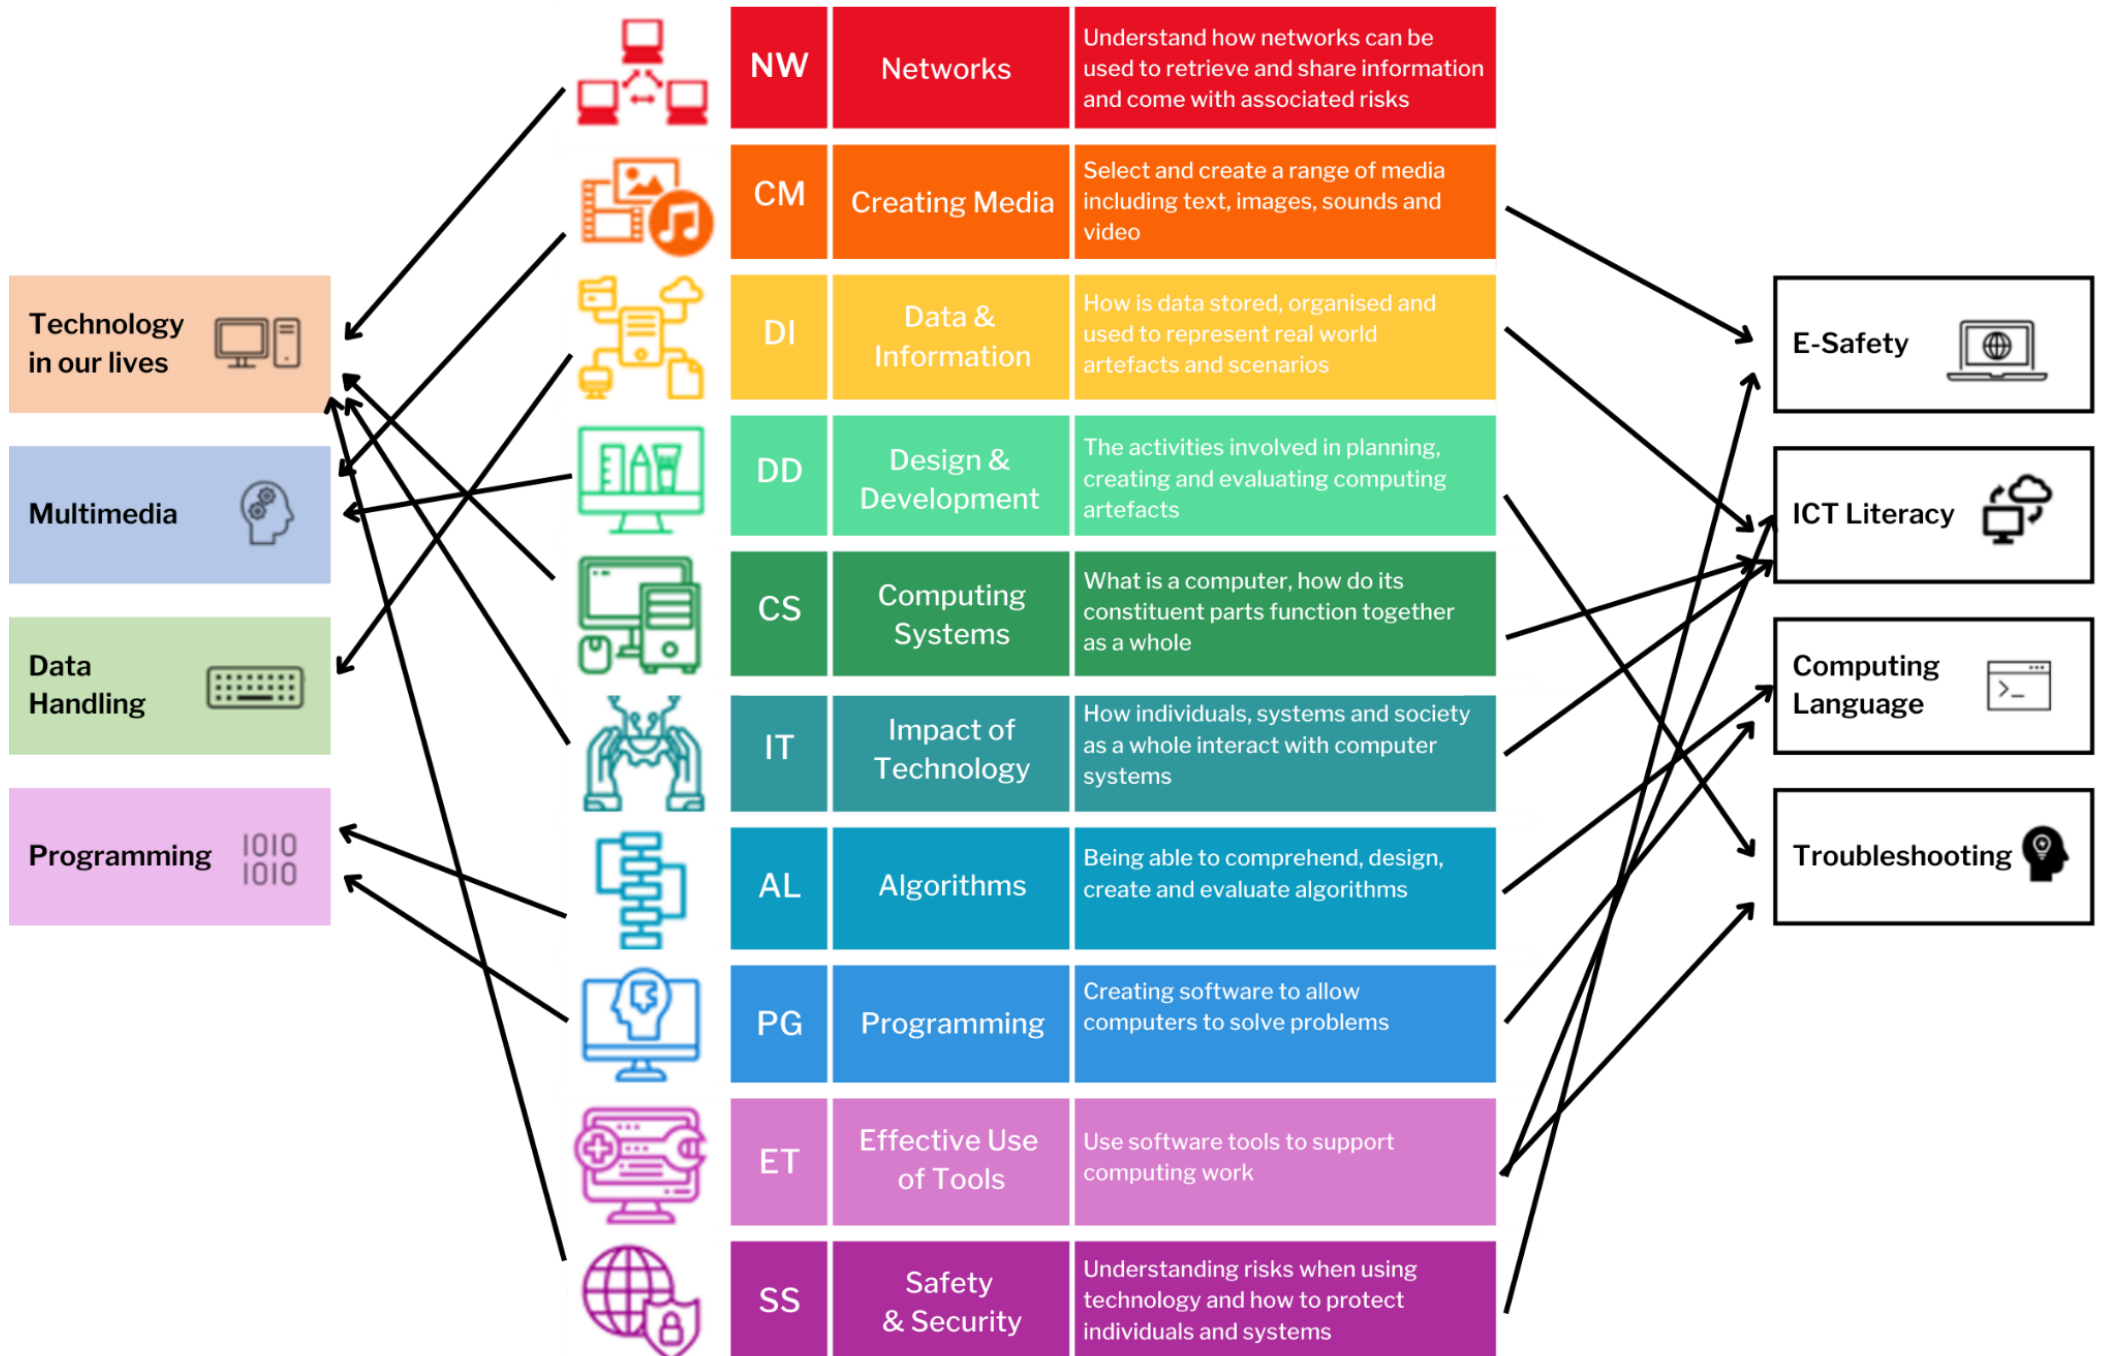 Technology
in our lives
Multimedia
Data
Handling
Programming
1010
1010
NW
Networks
Understand how networks can be
used to retrieve and share information
and come with associated risks
CM
Creating Media
Select and create a range of media
including text, images, sounds and
video
DI
Data &
Information
How is data stored, organised and
used to represent real world
artefacts and scenarios
DD
Design &
Development
The activities involved in planning,
creating and evaluating computing
artefacts
CS
Computing
Systems
What is a computer, how do its
constituent parts function together
as a whole
IT
Impact of
Technology
How individuals, systems and society
as a whole interact with computer
systems
AL
Algorithms
Being able to comprehend, design,
create and evaluate algorithms
PG
Programming
Creating software to allow
computers to solve problems
ET
Effective Use
of Tools
Use software tools to support
computing work
SS
Safety
& Security
Understanding risks when using
technology and how to protect
individuals and systems
E-Safety
ICT Literacy
Computing
Language
Troubleshooting